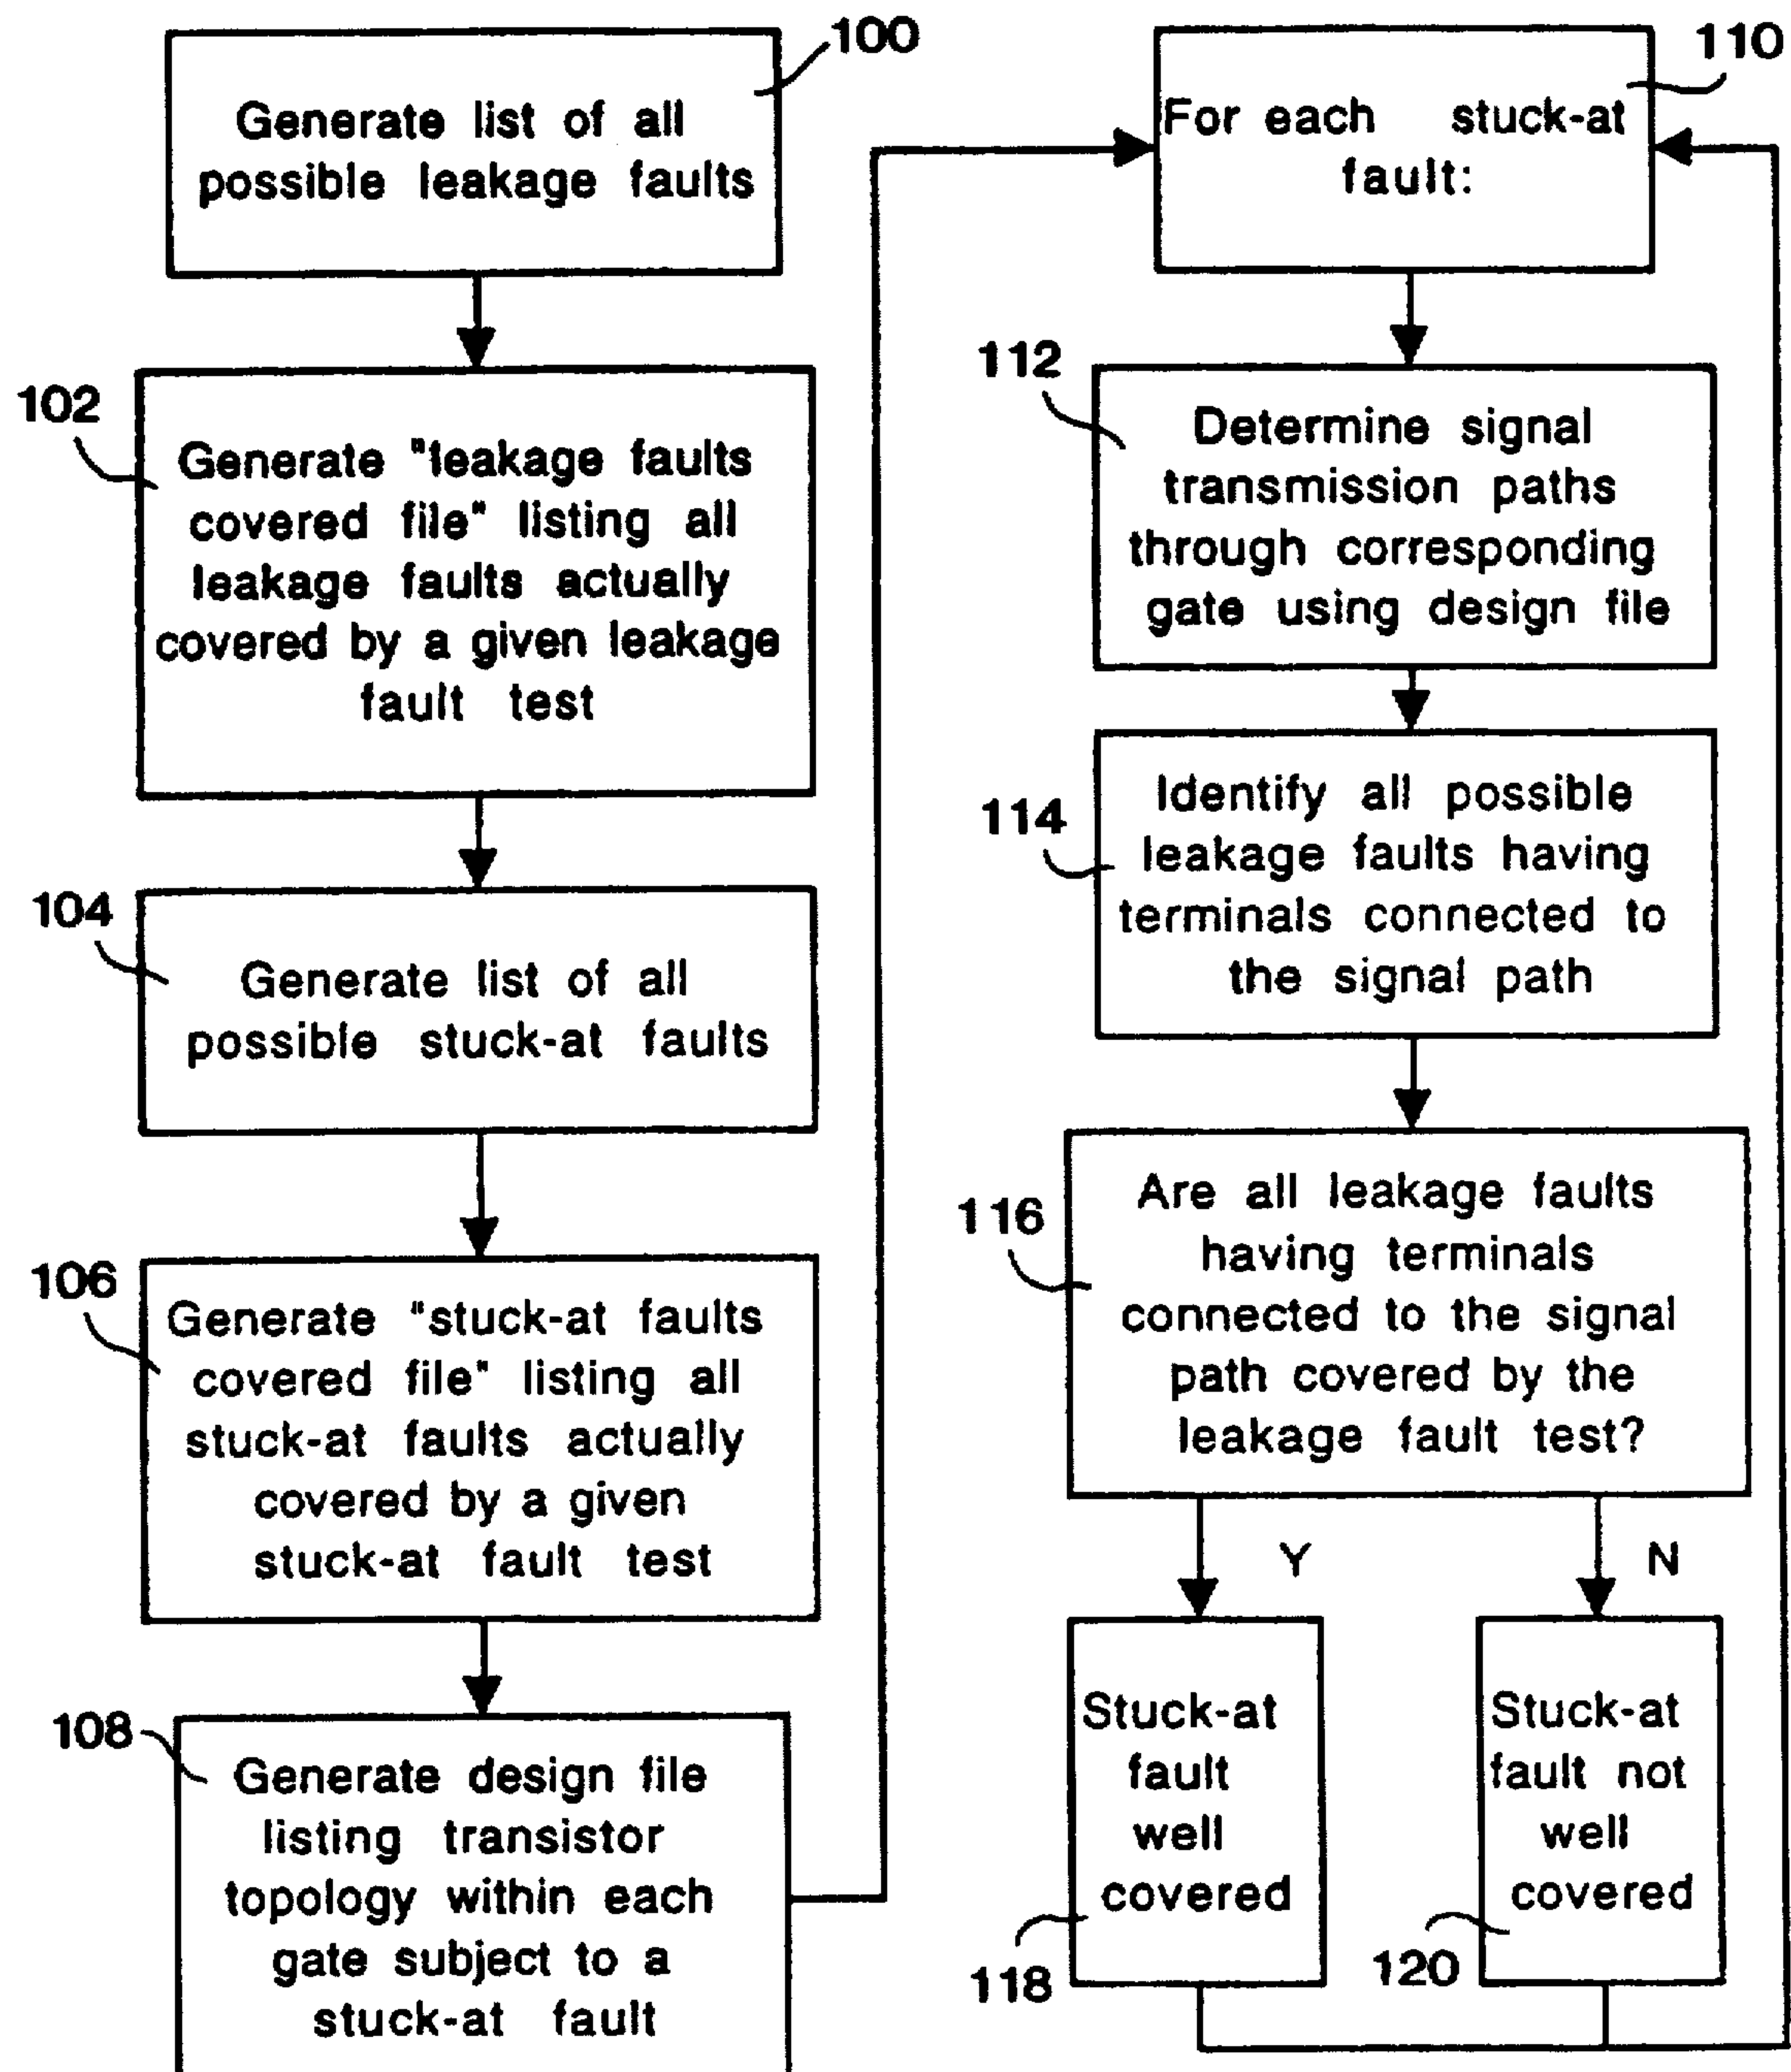 100
Generate list of all
possible leakage faults
102
Generate "leakage faults
covered file" listing all
leakage faults actually
covered by a given leakage
fault test
104
Generate list of all
possible stuck-at faults
106
Generate "stuck-at faults
covered file" listing all
stuck-at faults actually
covered by a given
stuck-at fault test
108
Generate design file
listing transistor
topology within each
gate subject to a
stuck-at fault
110
For each stuck-at
fault:
112
Determine signal
transmission paths
through corresponding
gate using design file
114
Identify all possible
leakage faults having
terminals connected to
the signal path
116
Are all leakage faults
having terminals
connected to the signal
path covered by the
leakage fault test?
Y
N
Stuck-at
fault
well
covered
118
Stuck-at
fault not
well
covered
120